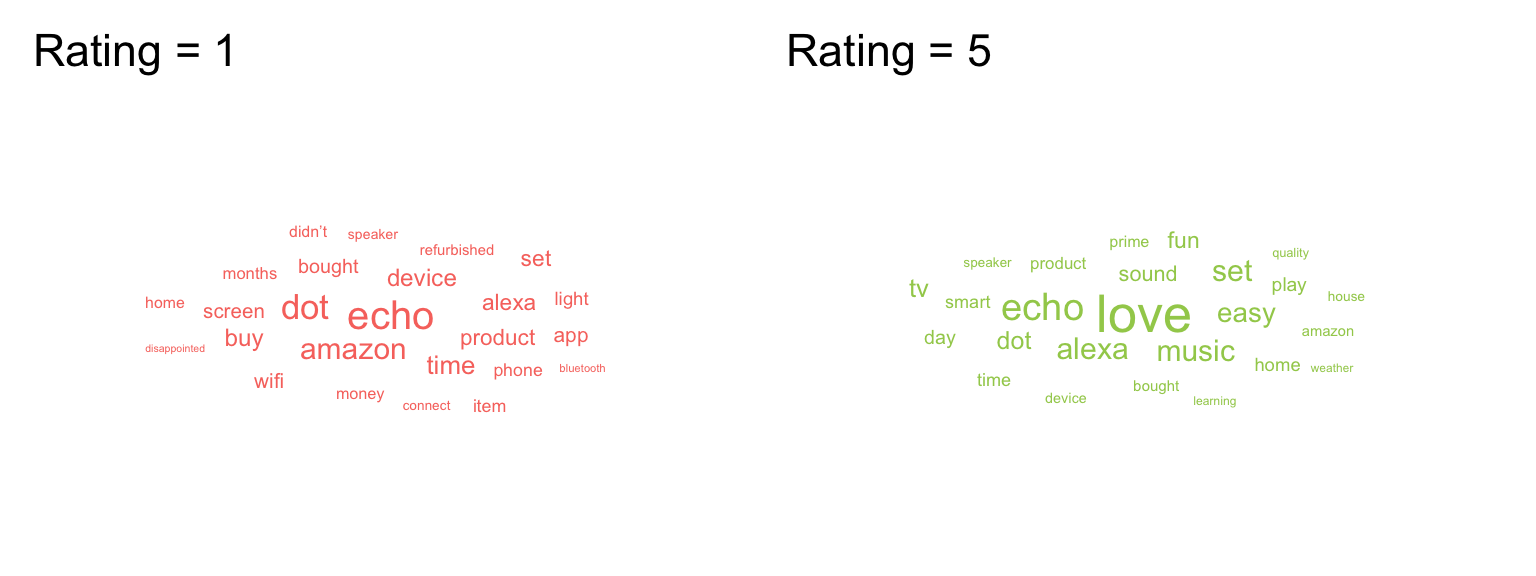 Rating = 1
didn't speaker
refurbished
months bought device set
home screen dot echo alexa light
disappointed buy amazon product app
wifi time phone bluetooth
money connect item
Rating = 5
prime fun
speaker product sound set quality
tv smart echo love easy play house
day dot alexa music amazon
time home weather
device bought learning